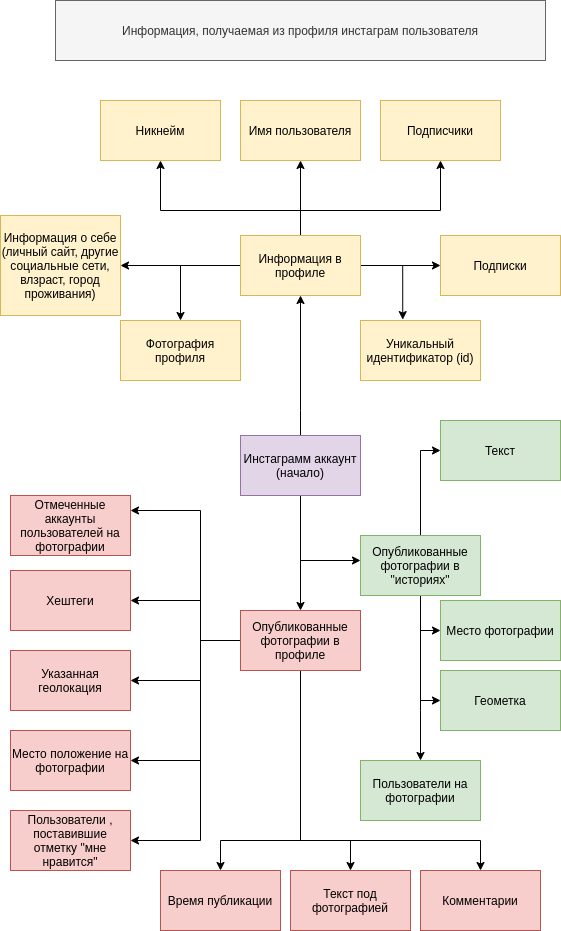 Информация, получаемая из профиля инстаграм пользователя
Никнейм
Имя пользователя
Подписчики
Информация о себе
(личный сайт, другие
социальные сети,
влзраст, город
проживания)
Информация в
профиле
Подписки
Фотография
профиля
Уникальный
идентификатор (id)
Инстаграмм аккаунт
(начало)
Текст
Отмеченные
аккаунты
пользователей на
фотографии
Опубликованные
фотографии в
"историях"
Хештеги
Опубликованные
фотографии в
профиле
Место фотографии
Указанная
геолокация
Геометка
Место положение на
фотографии
Пользователи на
фотографии
Пользователи ,
поставившие
отметку "мне
нравится"
Время публикации
Текст под
фотографией
Комментарии